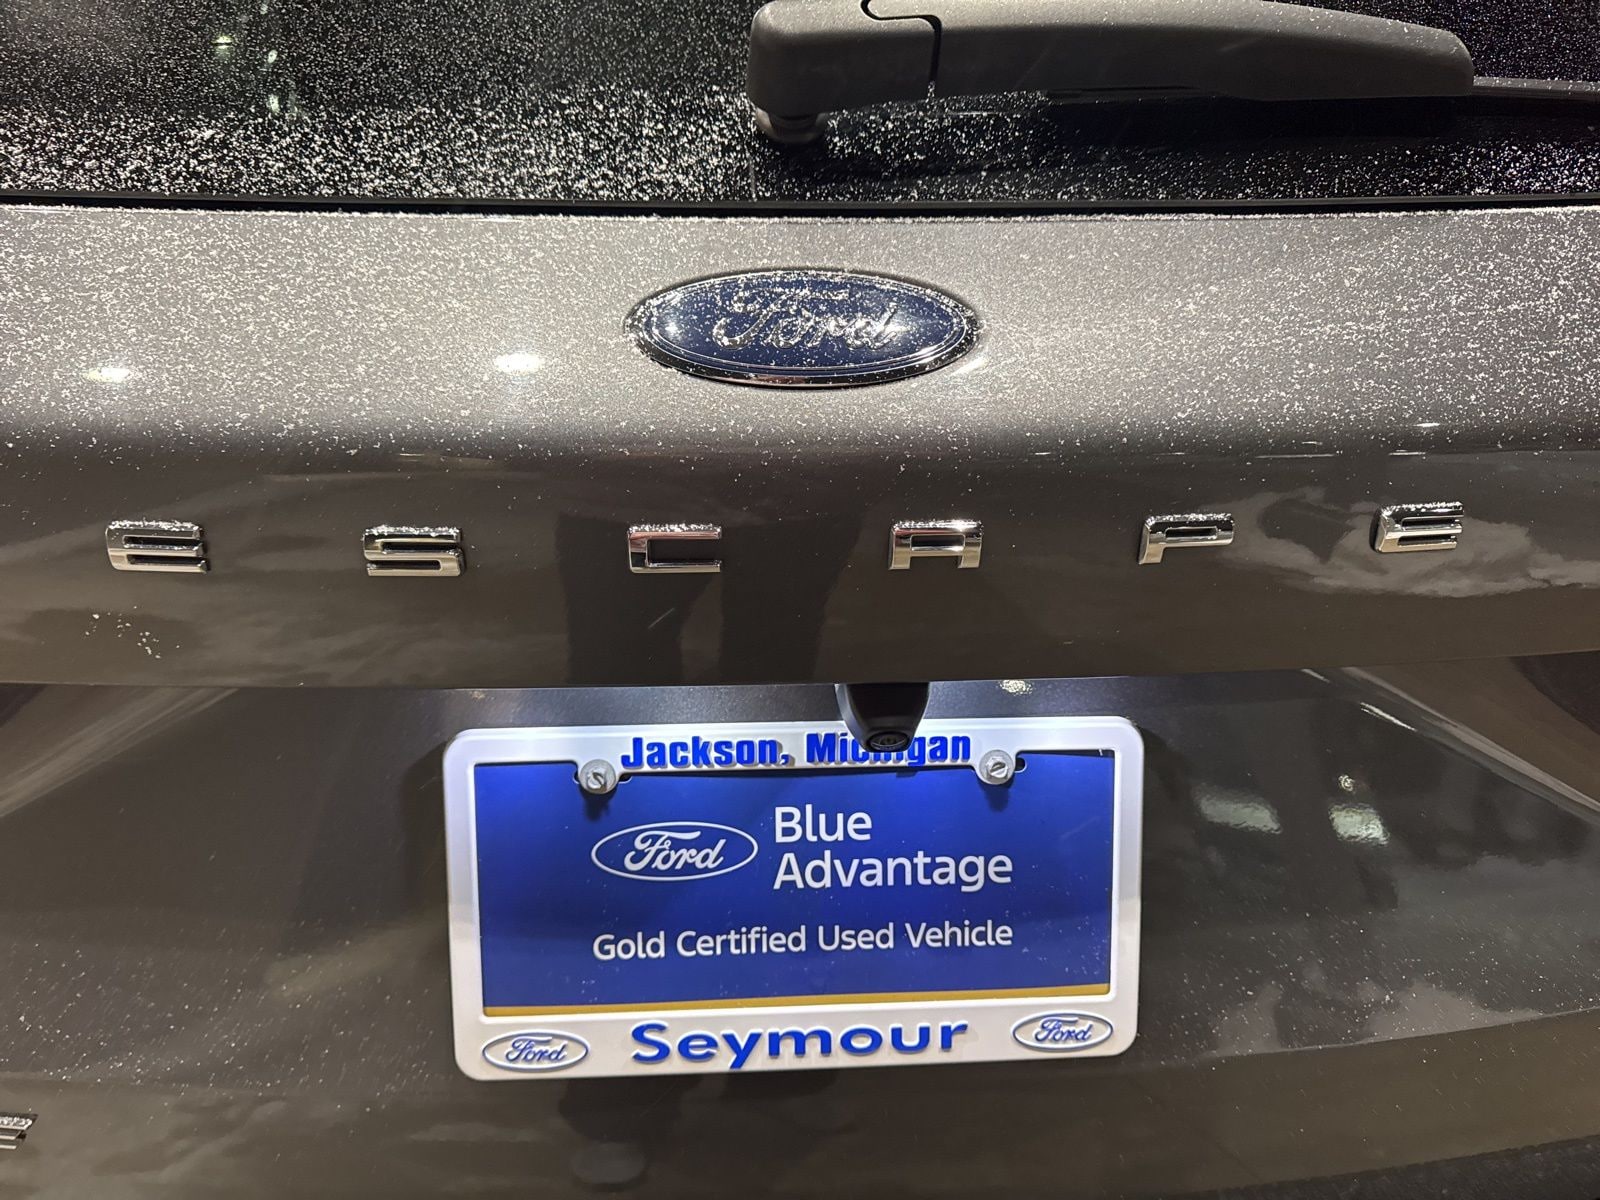 Ford
ESCAPE
Jackson, Michigan
Ford
Blue
Advantage
Gold Certified Used Vehicle
Ford
Seymour
Ford